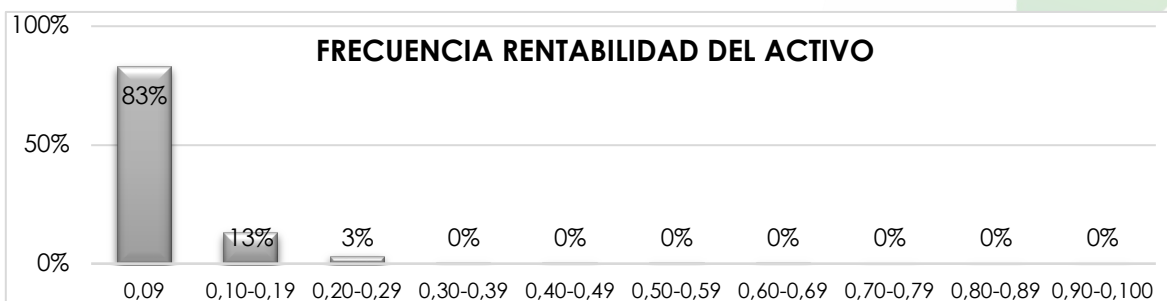 100%
FRECUENCIA RENTABILIDAD DEL ACTIVO
83%
50%
13% 3% 0% 0% 0% 0% 0% 0% 0%
0%
0,09 0,10-0,19 0,20-0,29 0,30-0,39 0,40-0,49 0,50-0,59 0,60-0,69 0,70-0,79 0,80-0,89 0,90-0,100